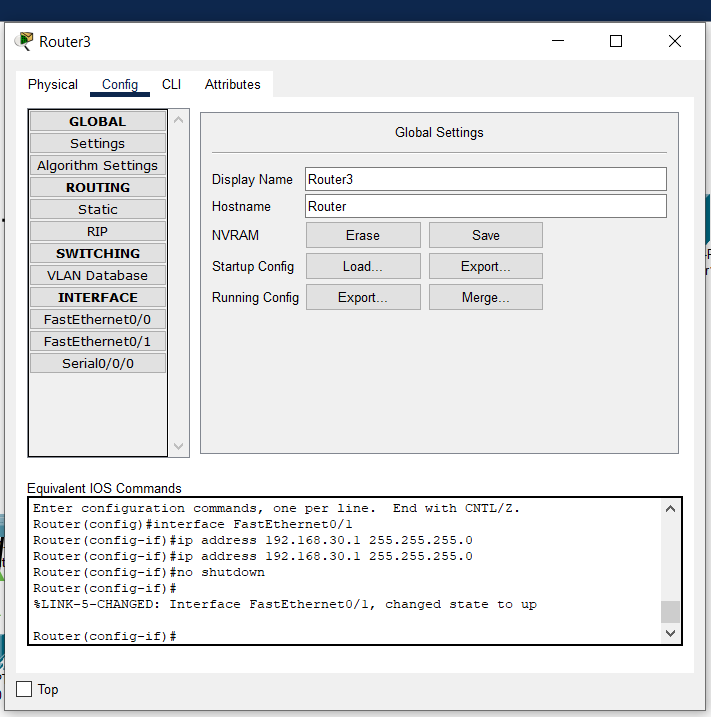 Router3
Physical Config CLI Attributes
GLOBAL
Settings
Algorithm Settings
ROUTING
Static
RIP
SWITCHING
VLAN Database
INTERFACE
FastEthernet0/0
FastEthernet0/1
Serial0/0/0
Global Settings
Display Name Router3
Hostname Router
NVRAM Erase Save
Startup Config Load... Export...
Running Config Export... Merge...
Equivalent IOS Commands
Enter configuration commands, one per line.  End with CNTL/Z.
Router(config)#interface FastEthernet0/1
Router(config-if)#ip address 192.168.30.1 255.255.255.0
Router(config-if)#ip address 192.168.30.1 255.255.255.0
Router(config-if)#no shutdown
Router(config-if)#
%LINK-5-CHANGED: Interface FastEthernet0/1, changed state to up
Router(config-if)#
Top